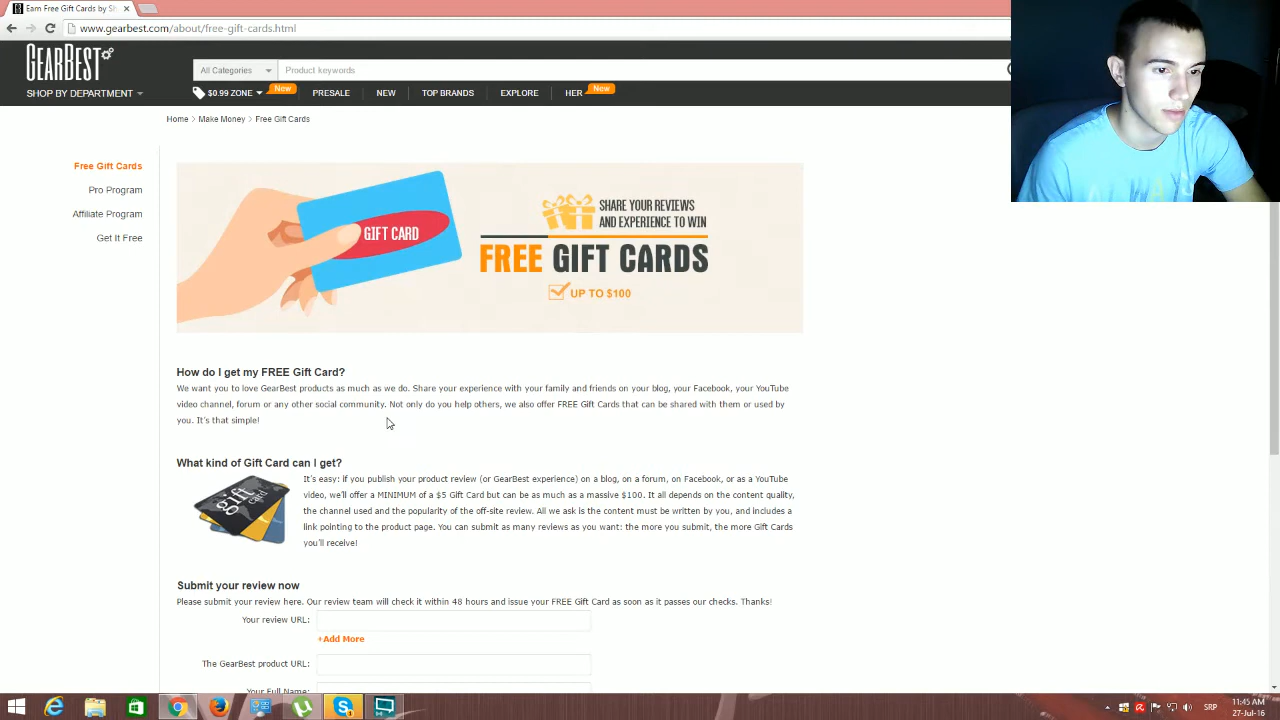 Earn Free Gift Cards by Sh
www.gearbest.com/about/free-gift-cards.html
GEARBEST
All Categories
Product keywords
SHOP BY DEPARTMENT
$0.99 ZONE
New
PRESALE
NEW
TOP BRANDS
EXPLORE
HER
New
Home > Make Money > Free Gift Cards
Free Gift Cards
Pro Program
Affiliate Program
Get It Free
GIFT CARD
SHARE YOUR REVIEWS
AND EXPERIENCE TO WIN
FREE GIFT CARDS
UP TO $100
How do I get my FREE Gift Card?
We want you to love GearBest products as much as we do. Share your experience with your family and friends on your blog, your Facebook, your YouTube
video channel, forum or any other social community. Not only do you help others, we also offer FREE Gift Cards that can be shared with them or used by
you. It's that simple!
What kind of Gift Card can I get?
gift card
It's easy: if you publish your product review (or GearBest experience) on a blog, on a forum, on Facebook, or as a YouTube
video, we'll offer a MINIMUM of a $5 Gift Card but can be as much as a massive $100. It all depends on the content quality,
the channel used and the popularity of the off-site review. All we ask is the content must be written by you, and includes a
link pointing to the product page. You can submit as many reviews as you want: the more you submit, the more Gift Cards
you'll receive!
Submit your review now
Please submit your review here. Our review team will check it within 48 hours and issue your FREE Gift Card as soon as it passes our checks. Thanks!
Your review URL:
+Add More
The GearBest product URL:
Your Full Name:
SRP
11:45 AM
27-Jul-16